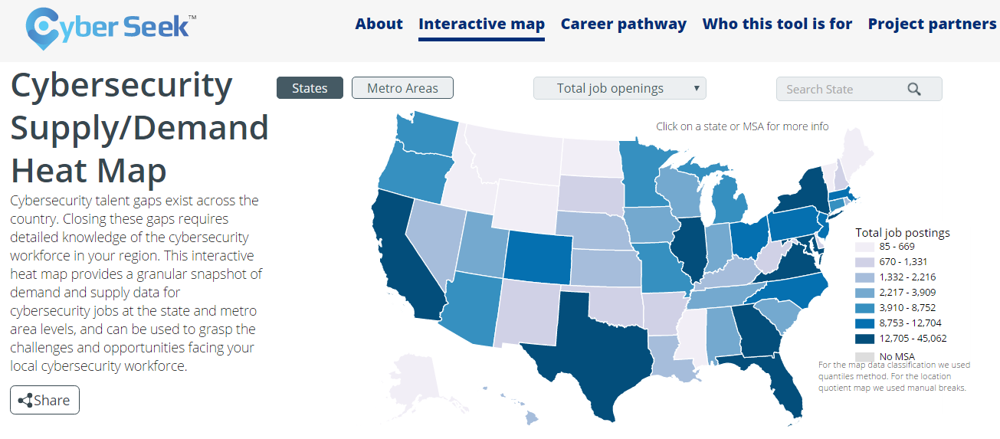 Cyber Seek™
About Interactive map Career pathway Who this tool is for Project partners
Cybersecurity
Supply/Demand
Heat Map
Cybersecurity talent gaps exist across the
country. Closing these gaps requires
detailed knowledge of the cybersecurity
workforce in your region. This interactive
heat map provides a granular snapshot of
demand and supply data for
cybersecurity jobs at the state and metro
area levels, and can be used to grasp the
challenges and opportunities facing your
local cybersecurity workforce.
Share
States Metro Areas Total job openings Search State
Click on a state or MSA for more info
Total job postings
85 - 669
670 - 1,331
1,332 - 2,216
2,217 - 3,909
3,910 - 8,752
8,753 - 12,704
12,705 - 45,062
No MSA
For the map data classification we used
quantiles method. For the location
quotient map we used manual breaks.